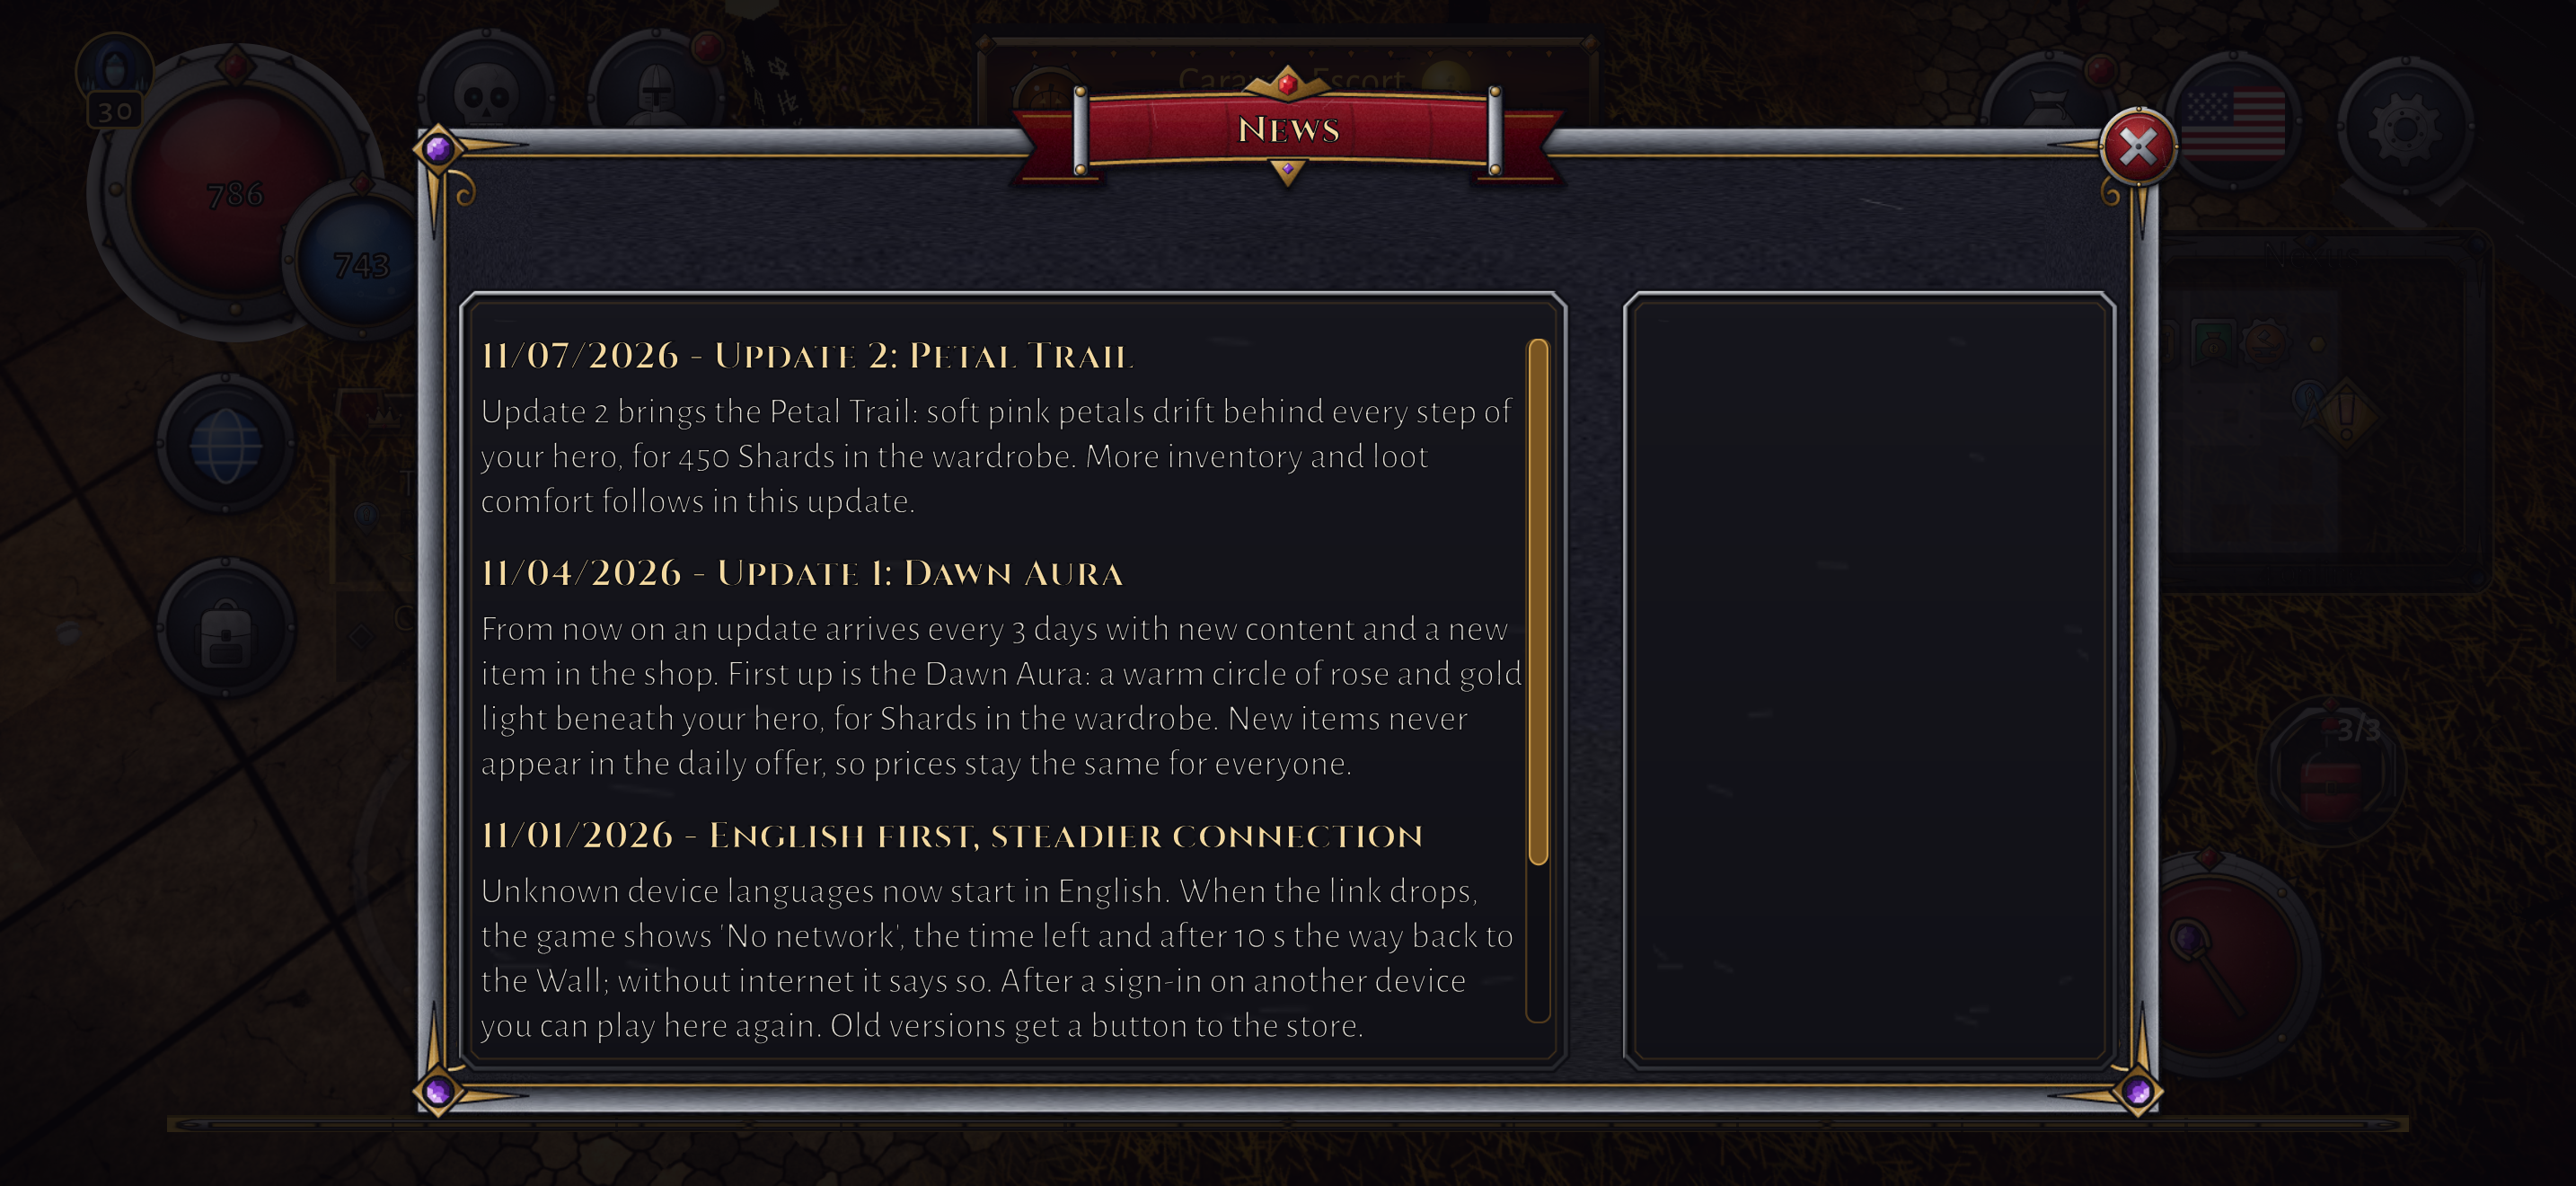 30
786
743
Caravan Escort
News
11/07/2026 - Update 2: Petal Trail
Update 2 brings the Petal Trail: soft pink petals drift behind every step of
your hero, for 450 Shards in the wardrobe. More inventory and loot
comfort follows in this update.
11/04/2026 - Update 1: Dawn Aura
From now on an update arrives every 3 days with new content and a new
item in the shop. First up is the Dawn Aura: a warm circle of rose and gold
light beneath your hero, for Shards in the wardrobe. New items never
appear in the daily offer, so prices stay the same for everyone.
11/01/2026 - English first, steadier connection
Unknown device languages now start in English. When the link drops,
the game shows 'No network', the time left and after 10 s the way back to
the Wall; without internet it says so. After a sign-in on another device
you can play here again. Old versions get a button to the store.
3/3